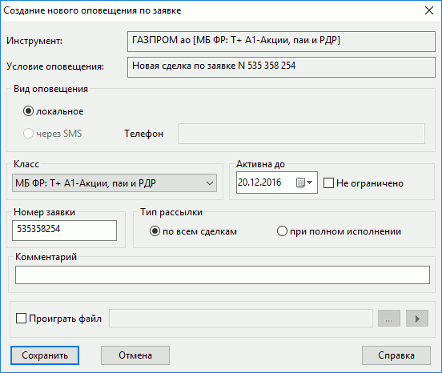 Создание нового оповещения по заявке
Инструмент: ГАЗПРОМ ао [МБ ФР: Т+ А1-Акции, паи и РДР]
Условие оповещения: Новая сделка по заявке N 535 358 254
Вид оповещения
локальное
через SMS Телефон
Класс Активна до
МБ ФР: Т+ А1-Акции, паи и РДР 20.12.2016 Не ограничено
Номер заявки Тип рассылки
535358254 по всем сделкам при полном исполнении
Комментарий
Проиграть файл ...
Сохранить Отмена Справка